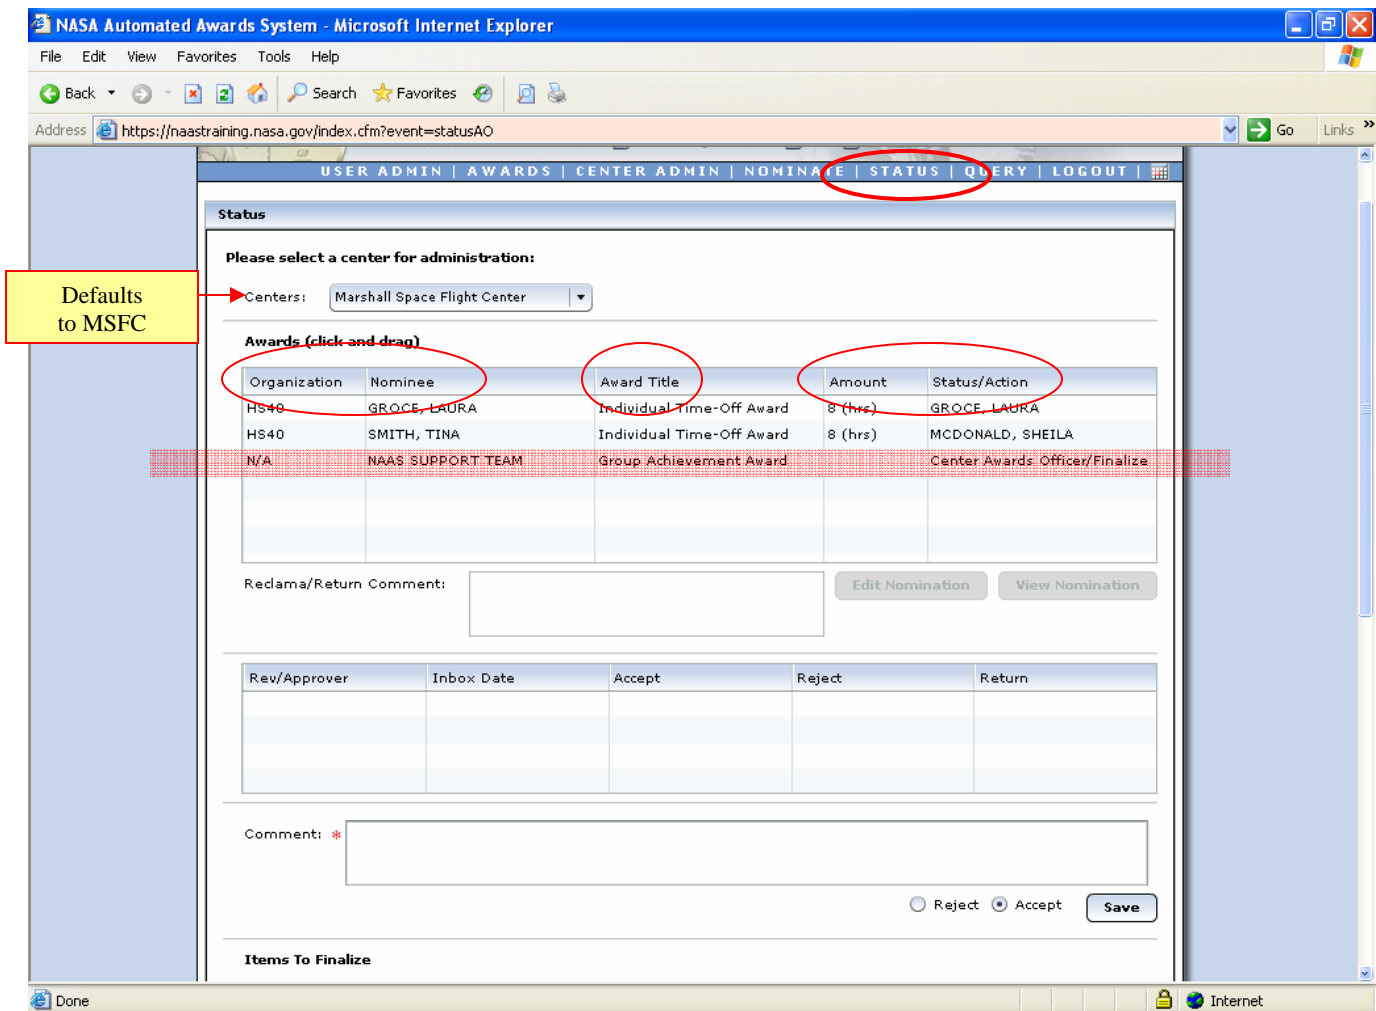 NASA Automated Awards System - Microsoft Internet Explorer
File Edit View Favorites Tools Help
Back Search Favorites
Address https://naastraining.nasa.gov/index.cfm?event=statusAO Go Links »
USER ADMIN | AWARDS | CENTER ADMIN | NOMINATE | STATUS | QUERY | LOGOUT |
Status
Please select a center for administration:
Defaults
to MSFC
Centers: Marshall Space Flight Center
Awards (click and drag)
Organization Nominee Award Title Amount Status/Action
HS40 GROCE, LAURA Individual Time-Off Award 8 (hrs) GROCE, LAURA
HS40 SMITH, TINA Individual Time-Off Award 8 (hrs) MCDONALD, SHEILA
N/A NAAS SUPPORT TEAM Group Achievement Award Center Awards Officer/Finalize
Reclama/Return Comment: Edit Nomination View Nomination
Rev/Approver Inbox Date Accept Reject Return
Comment: *
Reject Accept Save
Items To Finalize
Done Internet